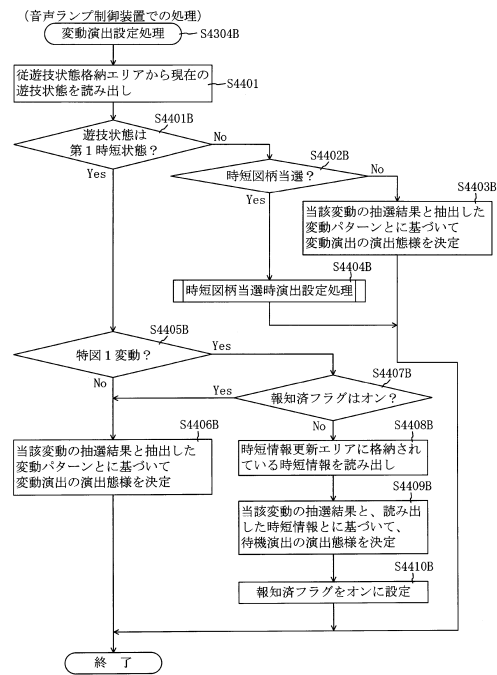 (音声ランプ制御装置での処理)
変動演出設定処理
S4304B
従遊技状態格納エリアから現在の
遊技状態を読み出し
S4401
遊技状態は
第1時短状態?
S4401B
No
Yes
時短図柄当選?
S4402B
No
Yes
S4403B
当該変動の抽選結果と抽出した
変動パターンとに基づいて
変動演出の演出態様を決定
S4404B
時短図柄当選時演出設定処理
S4405B
特図1変動?
Yes
No
S4407B
報知済フラグはオン?
Yes
No
S4406B
当該変動の抽選結果と抽出した
変動パターンとに基づいて
変動演出の演出態様を決定
S4408B
時短情報更新エリアに格納され
ている時短情報を読み出し
S4409B
当該変動の抽選結果と、読み出
した時短情報とに基づいて、
待機演出の演出態様を決定
S4410B
報知済フラグをオンに設定
終 了